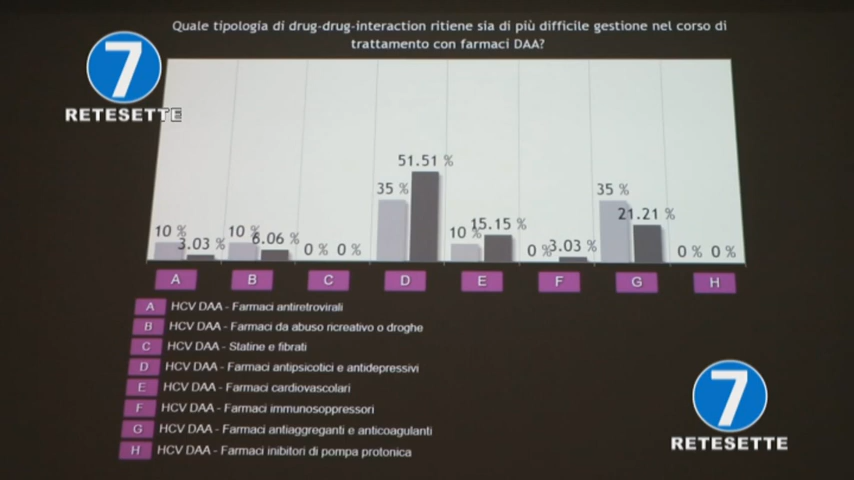 Quale tipologia di drug-drug-interaction ritiene sia di più difficile gestione nel corso di
trattamento con farmaci DAA?
7
RETESETTE
10 % 3.03 % 10 % 6.06 % 0 % 0 % 35 % 51.51 % 10 % 15.15 % 0 % 3.03 % 35 % 21.21 % 0 % 0 %
A B C D E F G H
A HCV DAA - Farmaci antiretrovirali
B HCV DAA - Farmaci da abuso ricreativo o droghe
C HCV DAA - Statine e fibrati
D HCV DAA - Farmaci antipsicotici e antidepressivi
E HCV DAA - Farmaci cardiovascolari
F HCV DAA - Farmaci immunosoppressori
G HCV DAA - Farmaci antiaggreganti e anticoagulanti
H HCV DAA - Farmaci inibitori di pompa protonica
7
RETESETTE